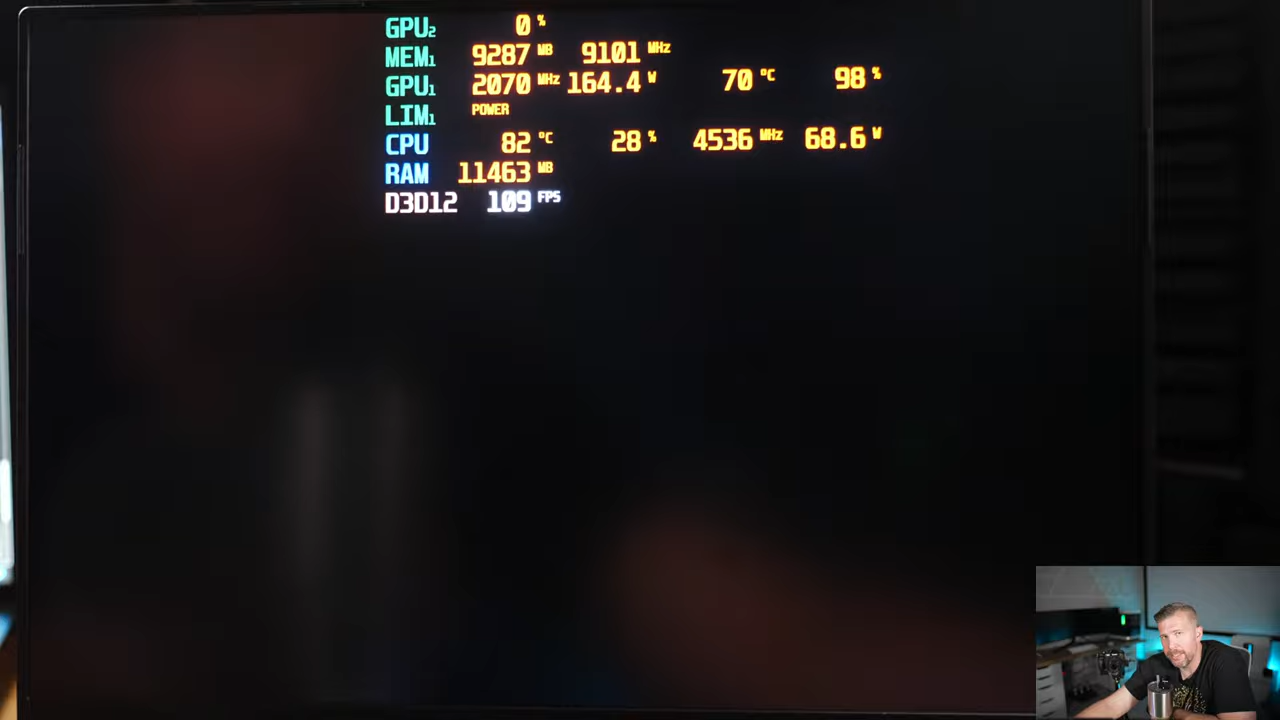 GPU₂ 0 %
MEM₁ 9287 MB 9101 MHz
GPU₁ 2070 MHz 164.4 W 70 °C 98 %
LIM₁ POWER
CPU 82 °C 28 % 4536 MHz 68.6 W
RAM 11463 MB
D3D12 109 FPS